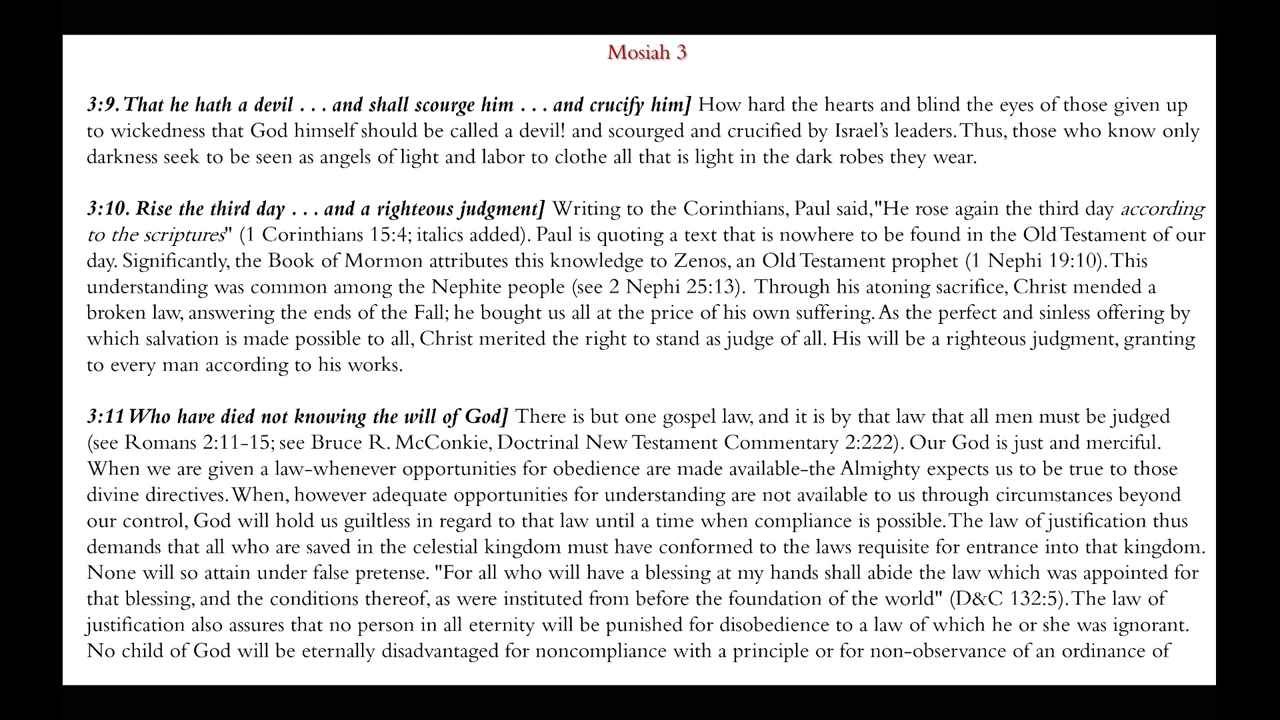 Mosiah 3
3:9. That he hath a devil . . . and shall scourge him . . . and crucify him] How hard the hearts and blind the eyes of those given up
to wickedness that God himself should be called a devil! and scourged and crucified by Israel's leaders. Thus, those who know only
darkness seek to be seen as angels of light and labor to clothe all that is light in the dark robes they wear.
3:10. Rise the third day . . . and a righteous judgment] Writing to the Corinthians, Paul said, "He rose again the third day according
to the scriptures" (1 Corinthians 15:4; italics added). Paul is quoting a text that is nowhere to be found in the Old Testament of our
day. Significantly, the Book of Mormon attributes this knowledge to Zenos, an Old Testament prophet (1 Nephi 19:10). This
understanding was common among the Nephite people (see 2 Nephi 25:13). Through his atoning sacrifice, Christ mended a
broken law, answering the ends of the Fall; he bought us all at the price of his own suffering. As the perfect and sinless offering by
which salvation is made possible to all, Christ merited the right to stand as judge of all. His will be a righteous judgment, granting
to every man according to his works.
3:11 Who have died not knowing the will of God] There is but one gospel law, and it is by that law that all men must be judged
(see Romans 2:11-15; see Bruce R. McConkie, Doctrinal New Testament Commentary 2:222). Our God is just and merciful.
When we are given a law-whenever opportunities for obedience are made available-the Almighty expects us to be true to those
divine directives. When, however adequate opportunities for understanding are not available to us through circumstances beyond
our control, God will hold us guiltless in regard to that law until a time when compliance is possible. The law of justification thus
demands that all who are saved in the celestial kingdom must have conformed to the laws requisite for entrance into that kingdom.
None will so attain under false pretense. "For all who will have a blessing at my hands shall abide the law which was appointed for
that blessing, and the conditions thereof, as were instituted from before the foundation of the world" (D&C 132:5). The law of
justification also assures that no person in all eternity will be punished for disobedience to a law of which he or she was ignorant.
No child of God will be eternally disadvantaged for noncompliance with a principle or for non-observance of an ordinance of